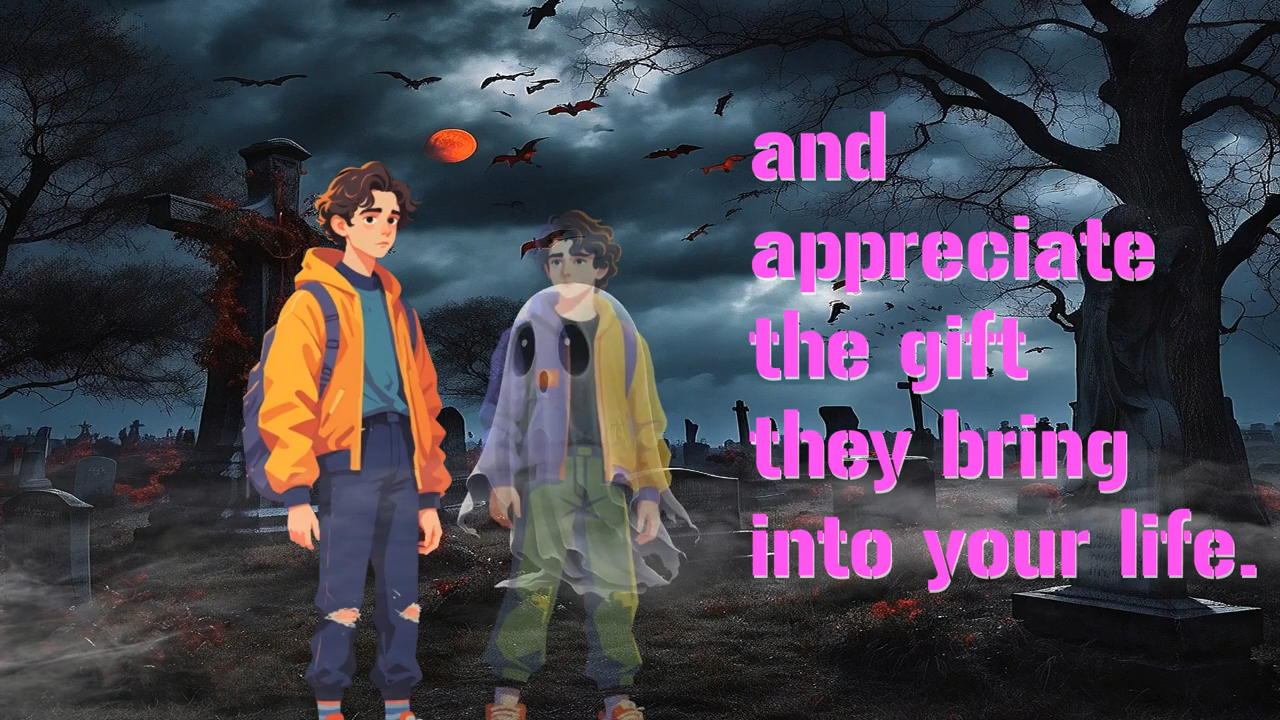 and
appreciate
the gift
they bring
into your life.